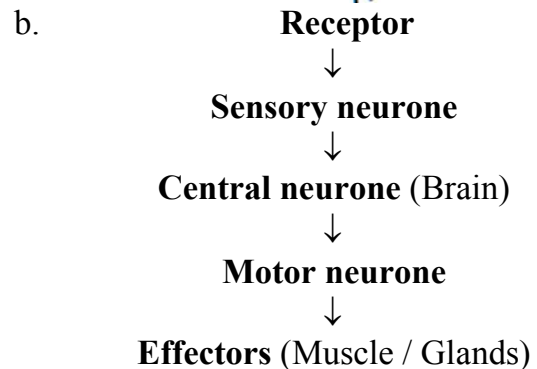 b. Receptor
↓
Sensory neurone
↓
Central neurone (Brain)
↓
Motor neurone
↓
Effectors (Muscle / Glands)